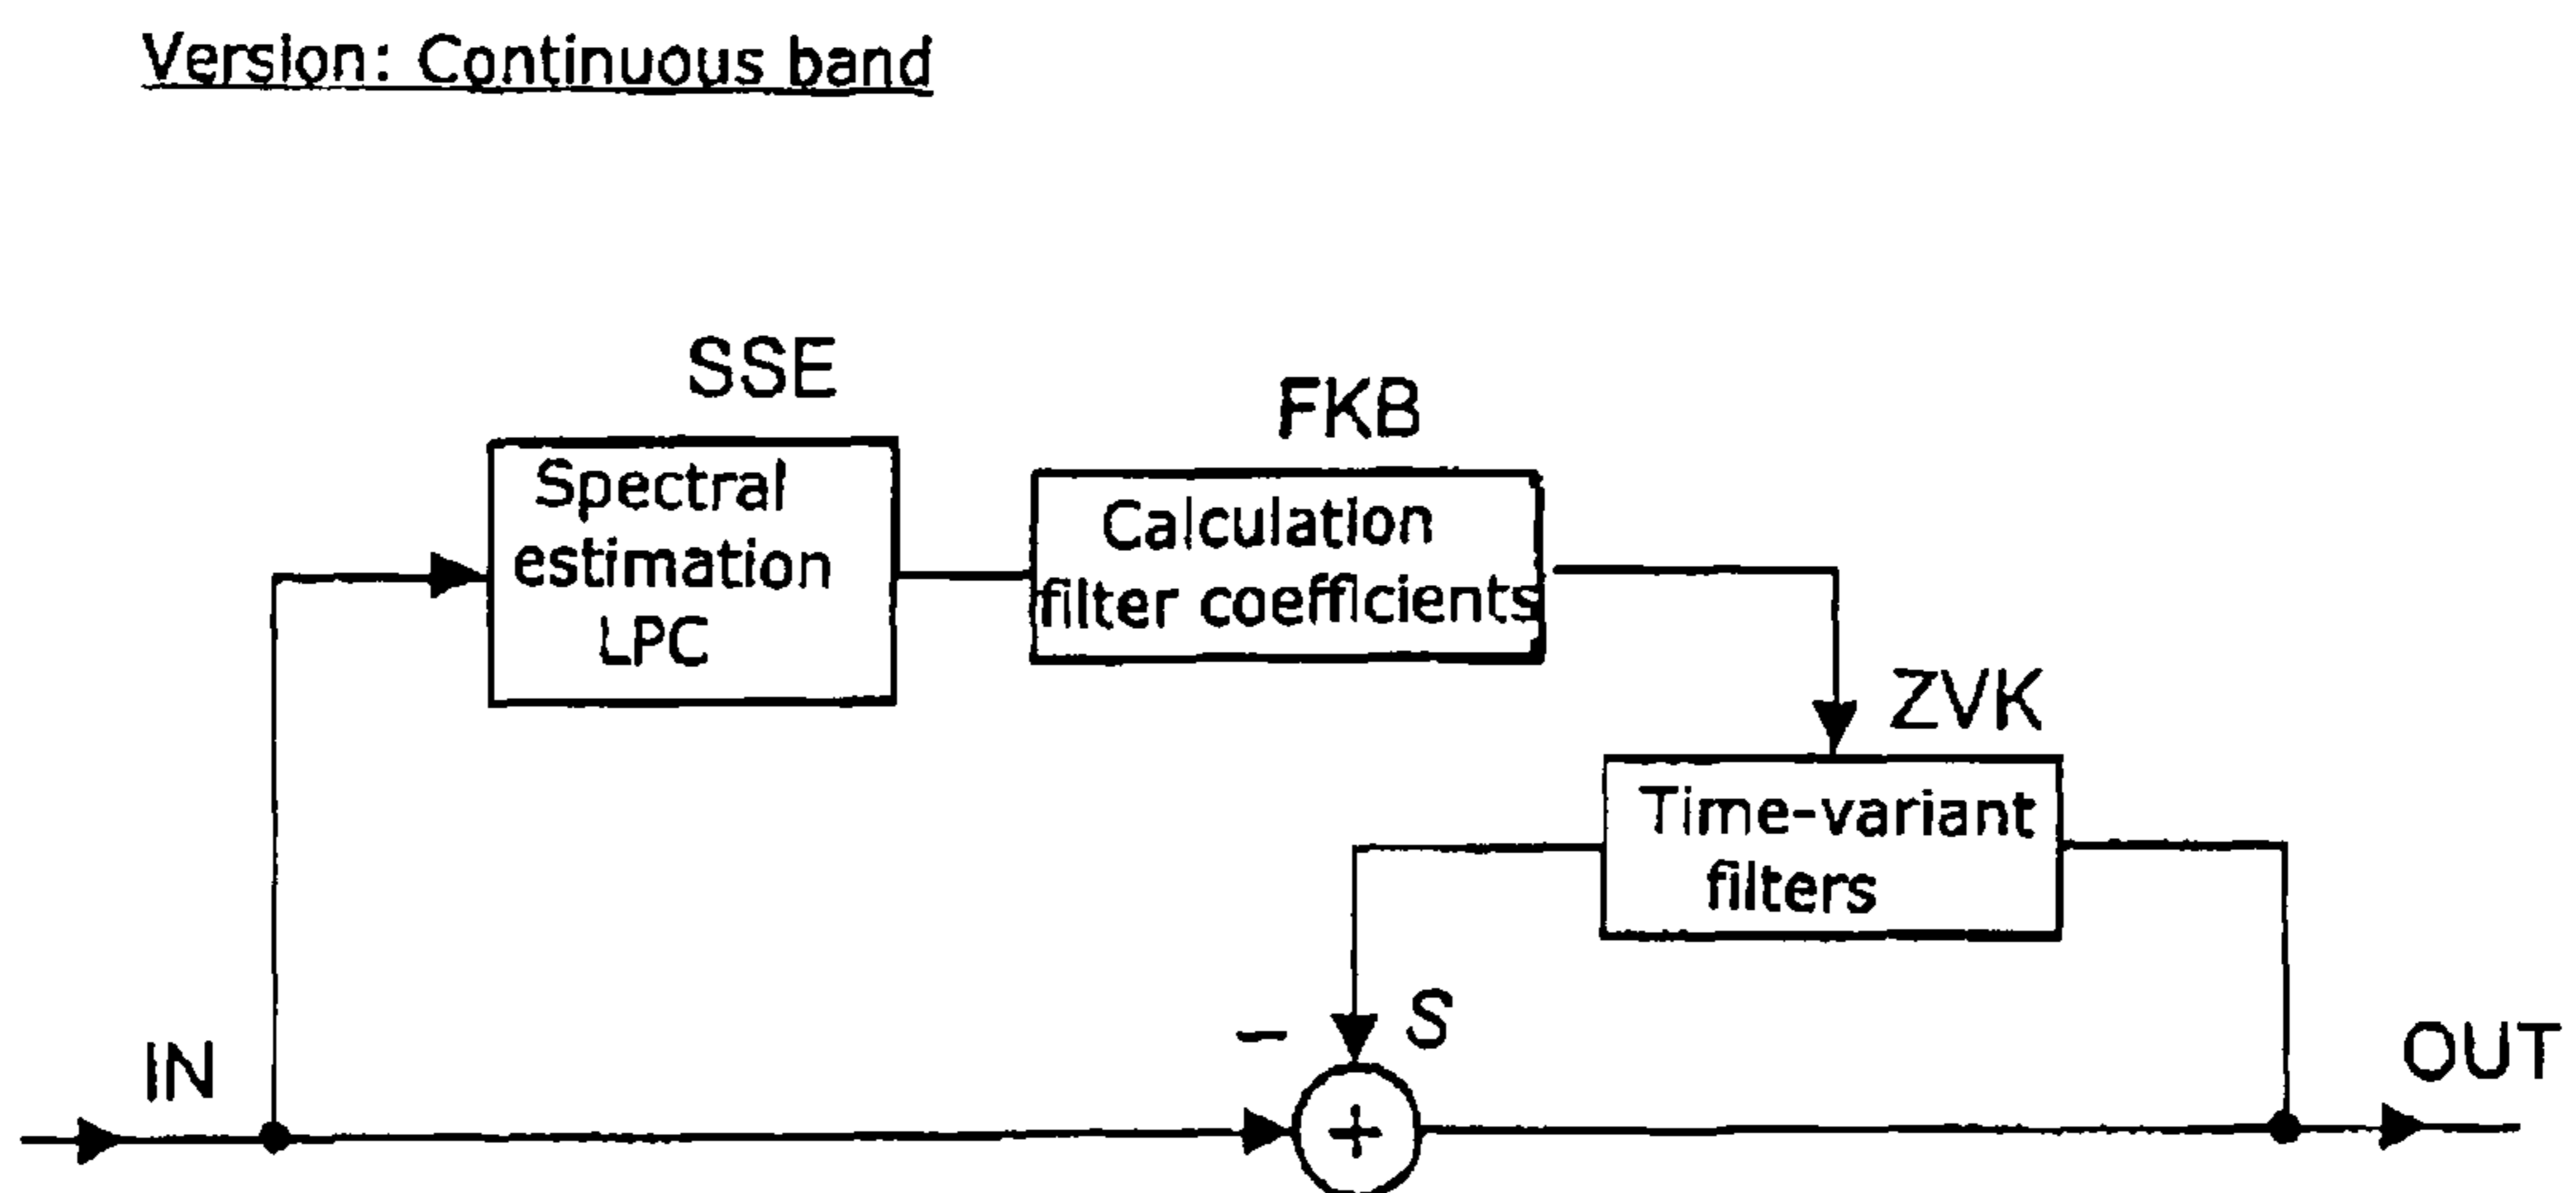 Version: Continuous band
SSE
FKB
Spectral
estimation
LPC
Calculation
filter coefficients
ZVK
Time-variant
filters
S
−
IN
OUT
+